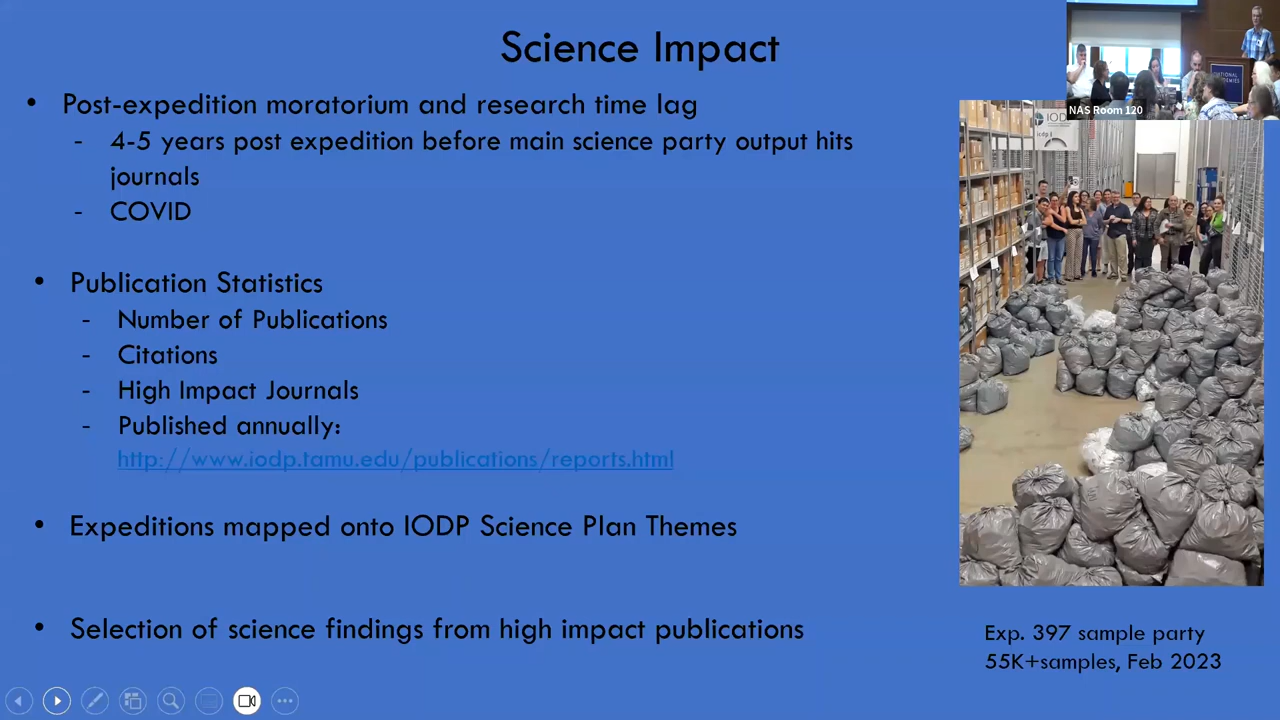 Science Impact
• Post-expedition moratorium and research time lag
- 4-5 years post expedition before main science party output hits
journals
- COVID
• Publication Statistics
- Number of Publications
- Citations
- High Impact Journals
- Published annually:
http://www.iodp.tamu.edu/publications/reports.html
• Expeditions mapped onto IODP Science Plan Themes
• Selection of science findings from high impact publications
NAS Room 120
IODP
Exp. 397 sample party
55K+samples, Feb 2023